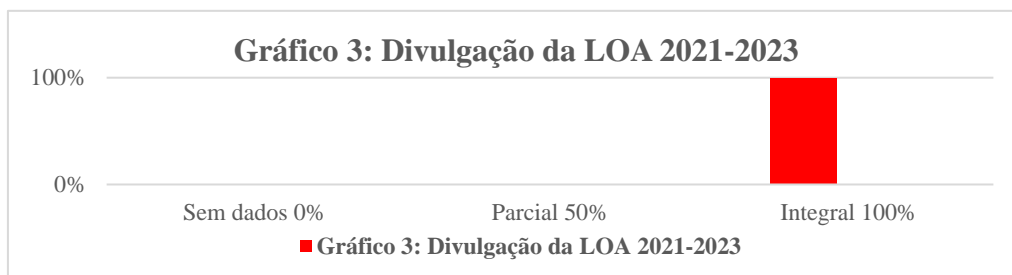 Gráfico 3: Divulgação da LOA 2021-2023
100%
0%
Sem dados 0% Parcial 50% Integral 100%
Gráfico 3: Divulgação da LOA 2021-2023